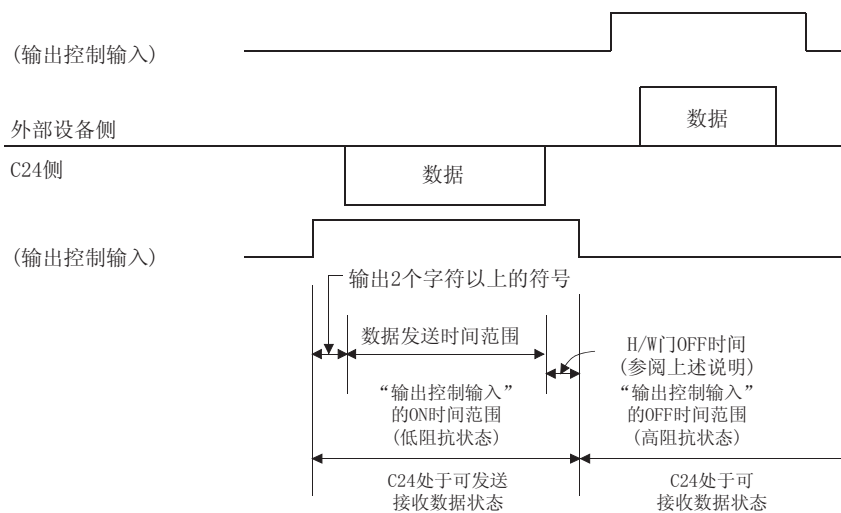 (输出控制输入)
数据
外部设备侧
C24侧
数据
(输出控制输入)
输出2个字符以上的符号
数据发送时间范围
H/W门OFF时间
(参阅上述说明)
“输出控制输入”
的ON时间范围
(低阻抗状态)
“输出控制输入”
的OFF时间范围
(高阻抗状态)
C24处于可发送
接收数据状态
C24处于可
接收数据状态